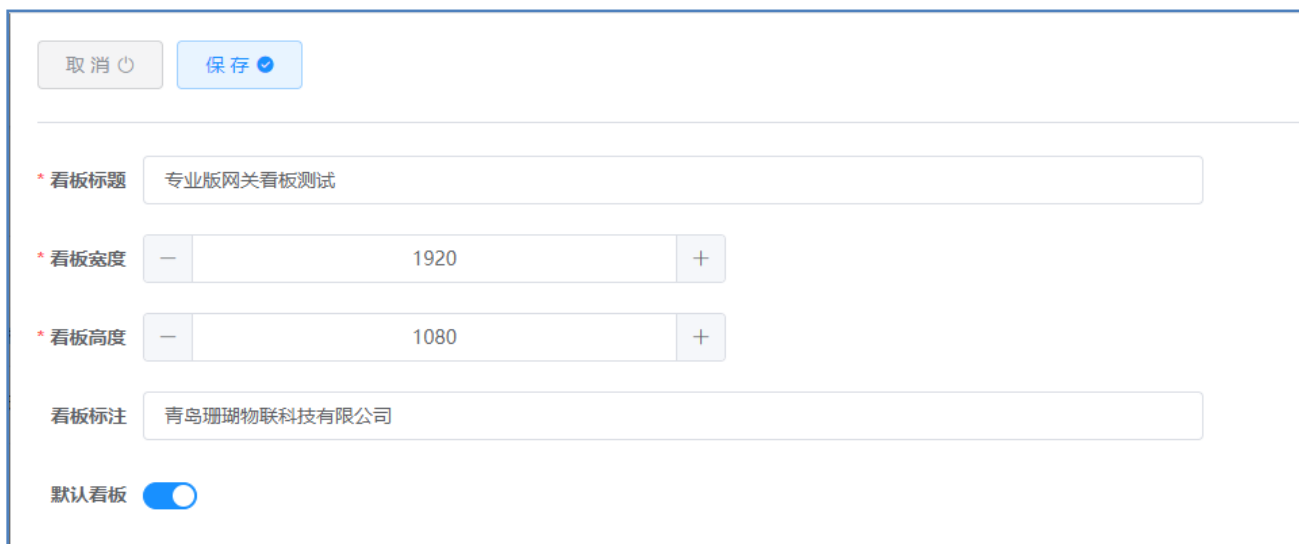 取 消
保 存
* 看板标题 专业版网关看板测试
* 看板宽度 1920
* 看板高度 1080
看板标注 青岛珊瑚物联科技有限公司
默认看板